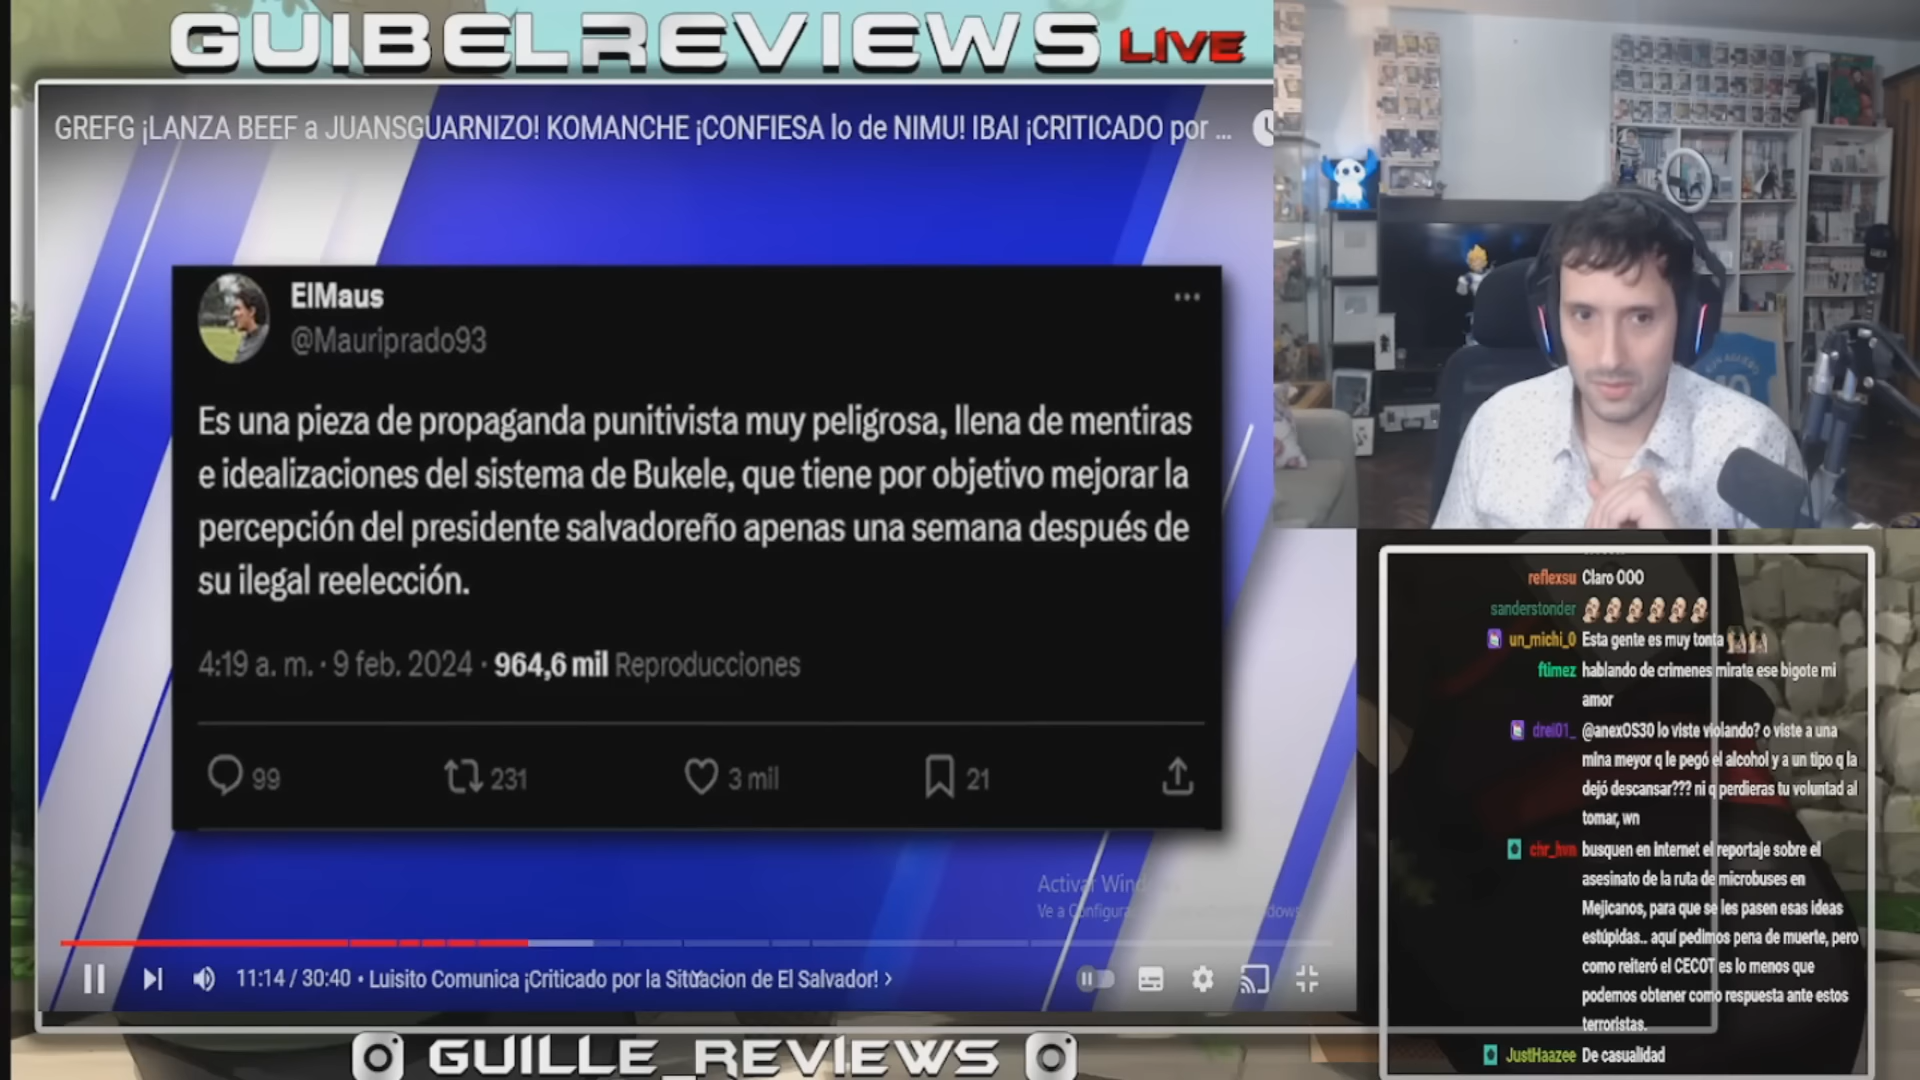 GUIBELREVIEWS LIVE
GREFG ¡LANZA BEEF a JUANSGUARNIZO! KOMANCHE ¡CONFIESA lo de NIMU! IBAI ¡CRITICADO por ...
ElMaus
@Mauriprado93
Es una pieza de propaganda punitivista muy peligrosa, llena de mentiras
e idealizaciones del sistema de Bukele, que tiene por objetivo mejorar la
percepción del presidente salvadoreño apenas una semana después de
su ilegal reelección.
4:19 a. m. · 9 feb. 2024 · 964,6 mil Reproducciones
99 231 3 mil 21
Activar Wind
Ve a Configura
11:14 / 30:40 • Luisito Comunica ¡Criticado por la Situacion de El Salvador! >
GUILLE_REVIEWS
reflexsu Claro OOO
sanderstonder
un_michi_0 Esta gente es muy tonta
ftimez hablando de crimenes mirate ese bigote mi
amor
drei01_ @anexOS30 lo viste violando? o viste a una
mina meyor q le pegó el alcohol y a un tipo q la
dejó descansar??? ni q perdieras tu voluntad al
tomar, wn
chr_hvn busquen en internet el reportaje sobre el
asesinato de la ruta de microbuses en
Mejicanos, para que se les pasen esas ideas
estúpidas.. aquí pedimos pena de muerte, pero
como reiteró el CECOT es lo menos que
podemos obtener como respuesta ante estos
terroristas.
JustHaazee De casualidad